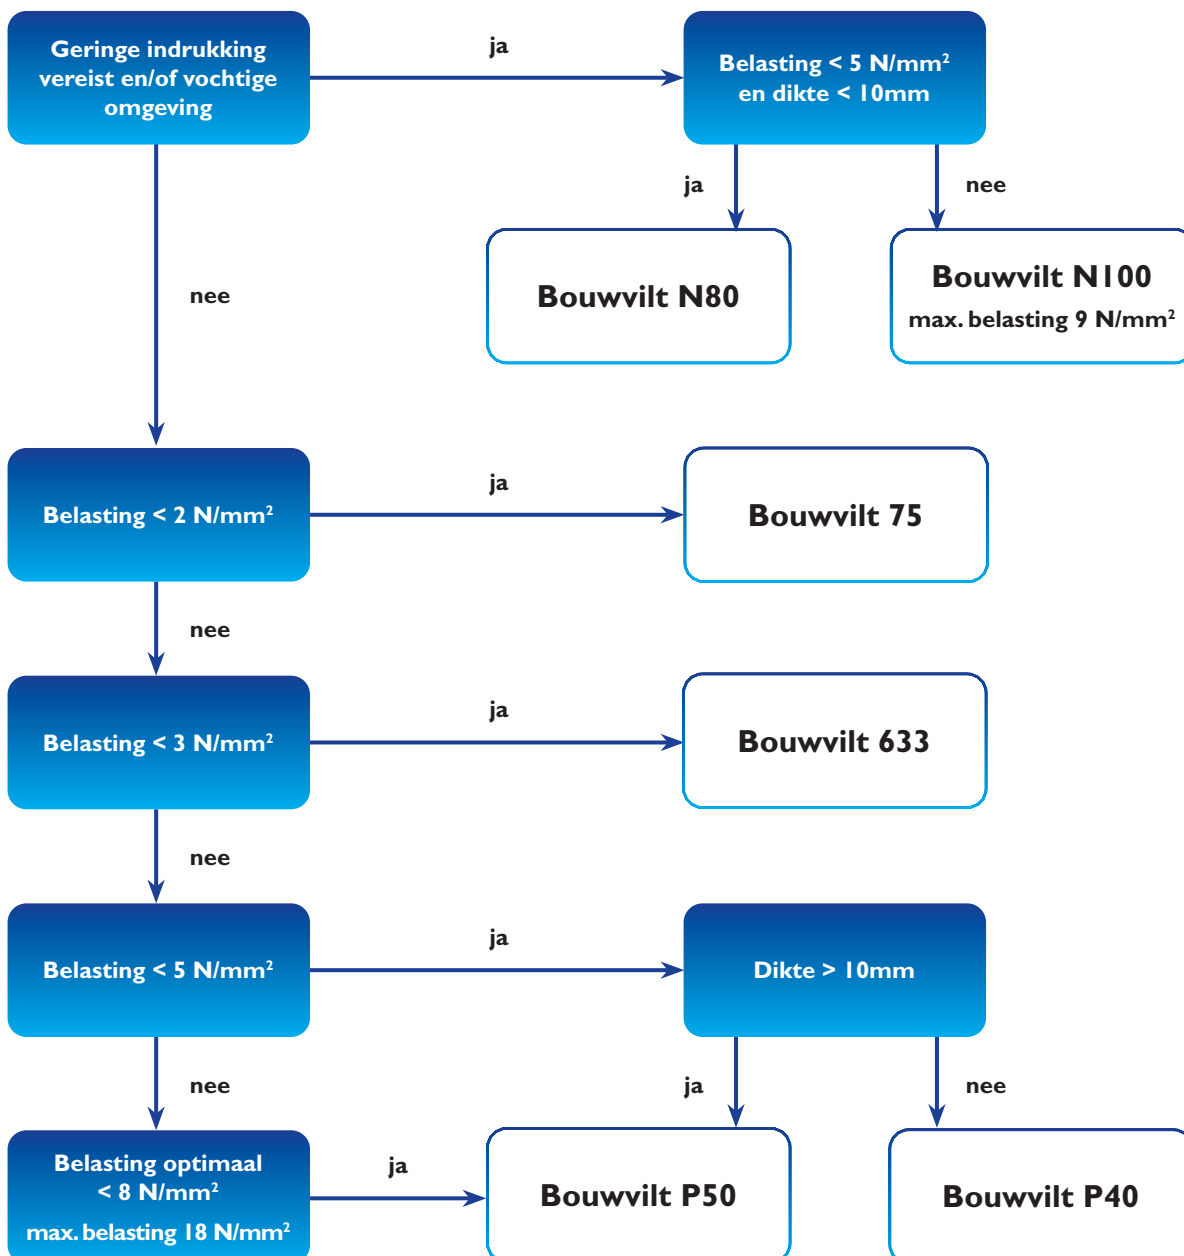 Geringe indrukking
vereist en/of vochtige
omgeving
ja
Belasting < 5 N/mm²
en dikte < 10mm
ja
nee
nee
Bouwvilt N80
Bouwvilt N100
max. belasting 9 N/mm²
Belasting < 2 N/mm²
ja
Bouwvilt 75
nee
Belasting < 3 N/mm²
ja
Bouwvilt 633
nee
Belasting < 5 N/mm²
ja
Dikte > 10mm
nee
ja
nee
Belasting optimaal
< 8 N/mm²
max. belasting 18 N/mm²
ja
Bouwvilt P50
Bouwvilt P40